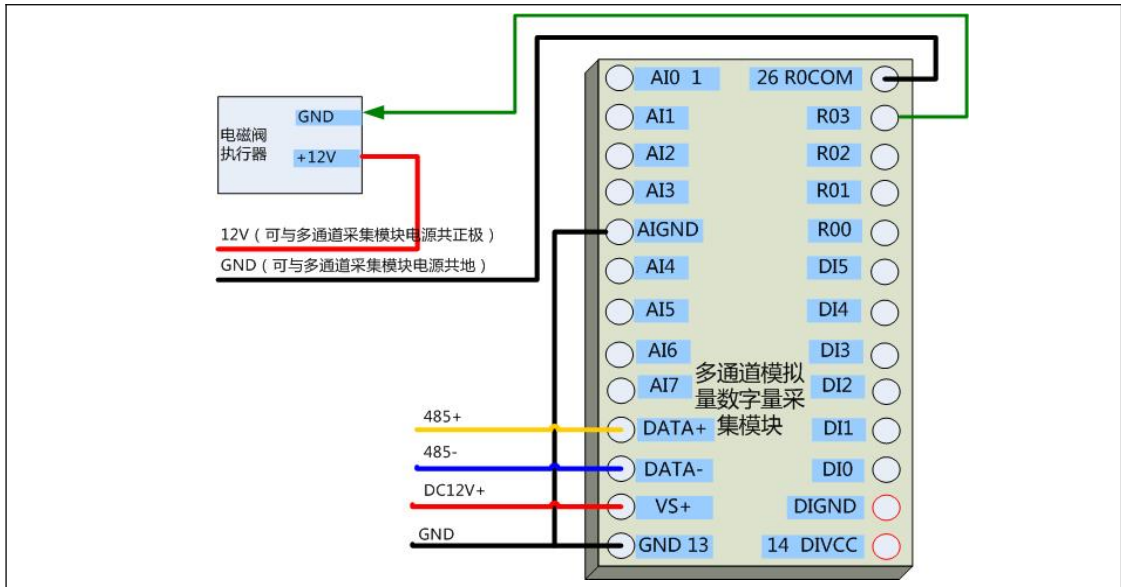 AI0 1
26 R0COM
GND
电磁阀
执行器
+12V
AI1
R03
AI2
R02
AI3
R01
12V（可与多通道采集模块电源共正极）
AIGND
R00
GND（可与多通道采集模块电源共地）
AI4
DI5
AI5
DI4
AI6
DI3
多通道模拟
量数字量采
集模块
AI7
DI2
485+
DATA+
DI1
485-
DATA-
DI0
DC12V+
VS+
DIGND
GND
GND 13
14 DIVCC